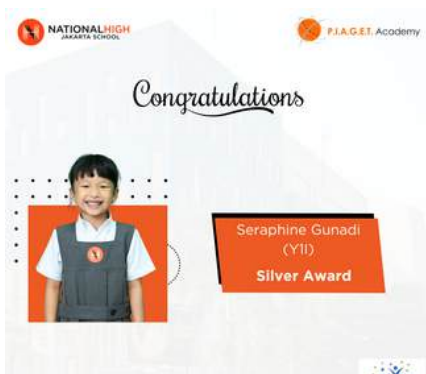 NATIONALHIGH
JAKARTA SCHOOL
P.I.A.G.E.T. Academy
Congratulations
Seraphine Gunadi
(Y1I)
Silver Award